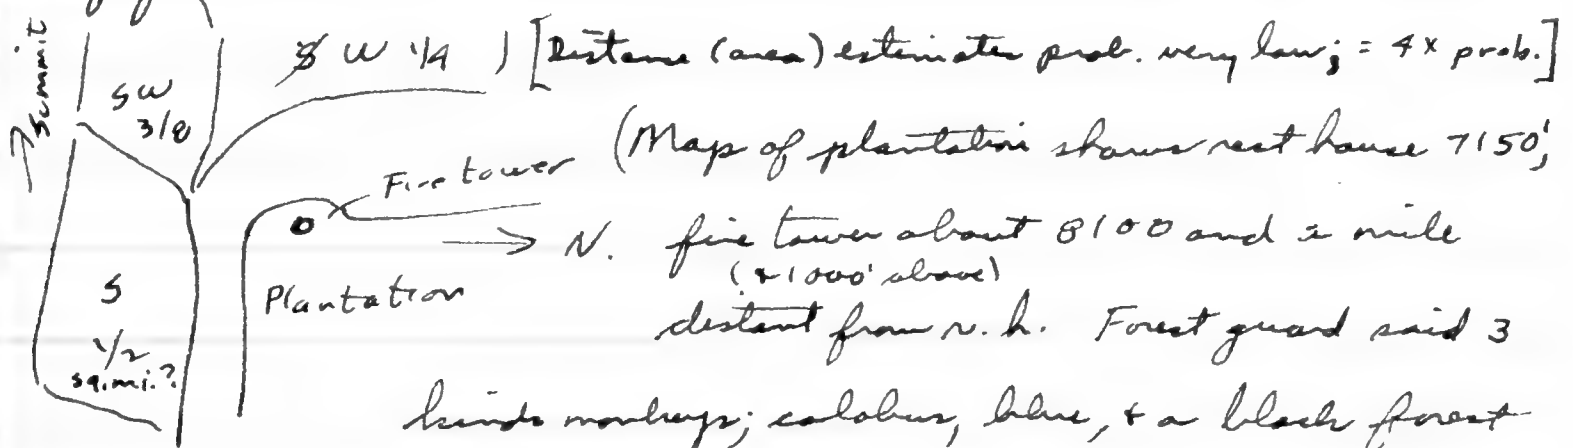 Summit
SW 1/4 ) [Distance (area) estimates prob. very low; = 4x prob.]
SW
3/8
(Map of plantation shows rest house 7150',
Fire tower
→ N. fire tower about 8100 and ± mile
(+1000' above)
Plantation
S
distant from r.h. Forest guard said 3
1/2
sq.mi.?
kinds monkeys; colobus, blue, & a black forest